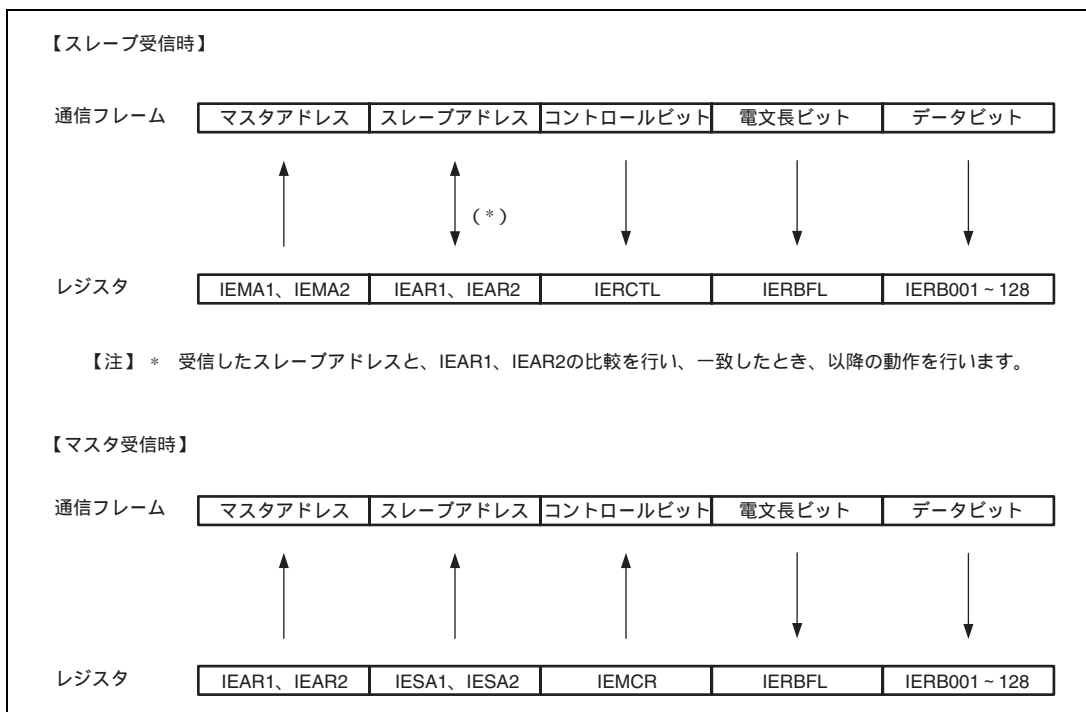 【スレーブ受信時】
通信フレーム マスタアドレス スレーブアドレス コントロールビット 電文長ビット データビット
(*)
レジスタ IEMA1、IEMA2 IEAR1、IEAR2 IERCTL IERBFL IERB001~128
【注】* 受信したスレーブアドレスと、IEAR1、IEAR2の比較を行い、一致したとき、以降の動作を行います。
【マスタ受信時】
通信フレーム マスタアドレス スレーブアドレス コントロールビット 電文長ビット データビット
レジスタ IEAR1、IEAR2 IESA1、IESA2 IEMCR IERBFL IERB001~128